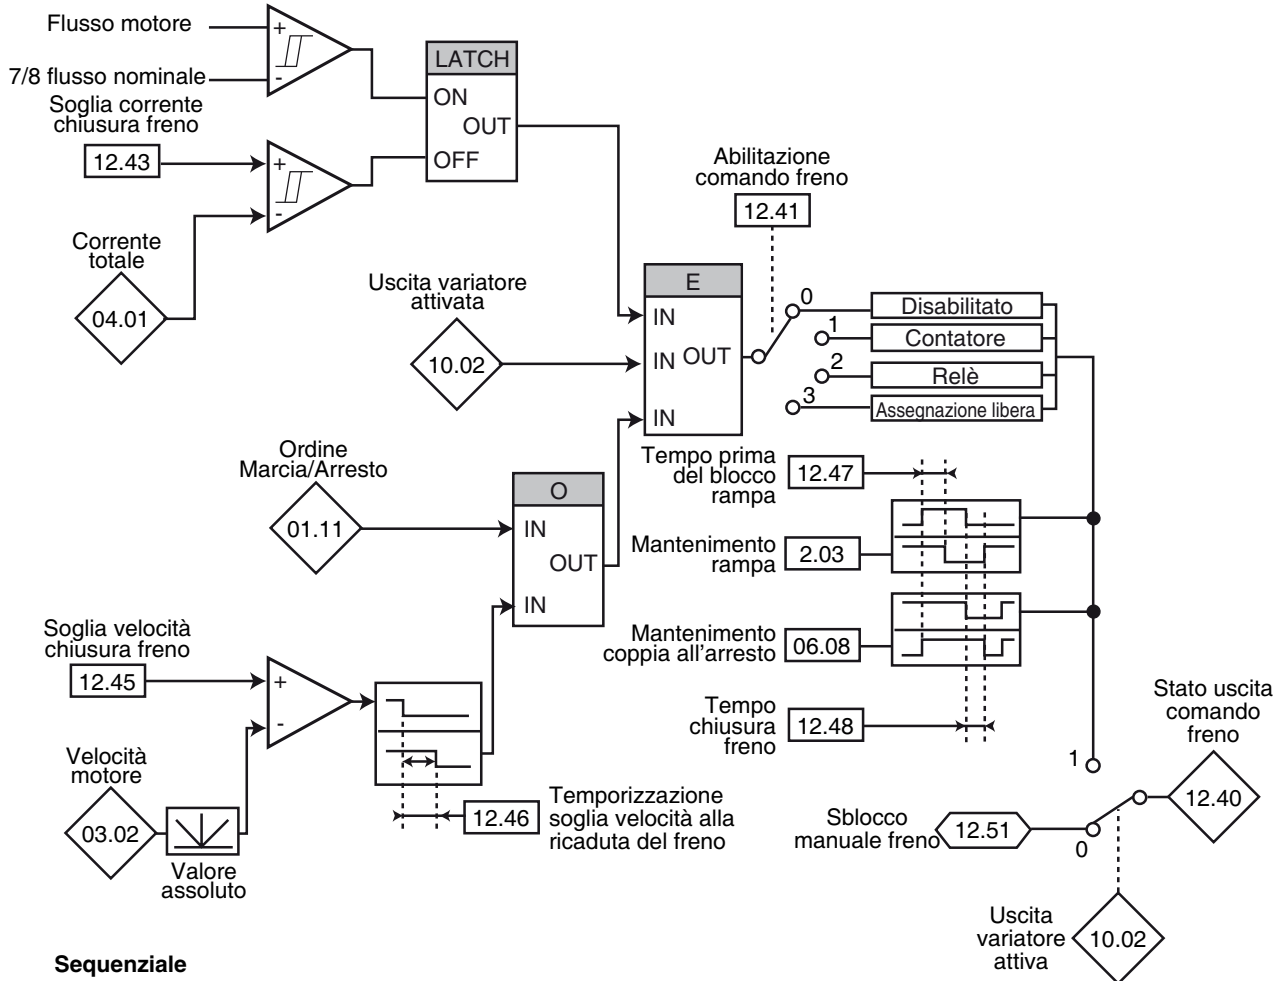 Flusso motore
+
7/8 flusso nominale
-
LATCH
ON
OUT
OFF
Soglia corrente
chiusura freno
12.43
+
-
Corrente
totale
04.01
Abilitazione
comando freno
12.41
Uscita variatore
attivata
10.02
E
IN
IN OUT
IN
0
Disabilitato
1
Contatore
2
Relè
3
Assegnazione libera
Ordine
Marcia/Arresto
01.11
O
IN
OUT
IN
Tempo prima
del blocco
rampa
12.47
Mantenimento
rampa
2.03
Mantenimento
coppia all'arresto
06.08
Tempo
chiusura
freno
12.48
Soglia velocità
chiusura freno
12.45
+
-
Velocità
motore
03.02
Valore
assoluto
12.46
Temporizzazione
soglia velocità alla
ricaduta del freno
Stato uscita
comando
freno
12.40
1
Sblocco
manuale freno
12.51
0
Uscita
variatore
attiva
10.02
Sequenziale